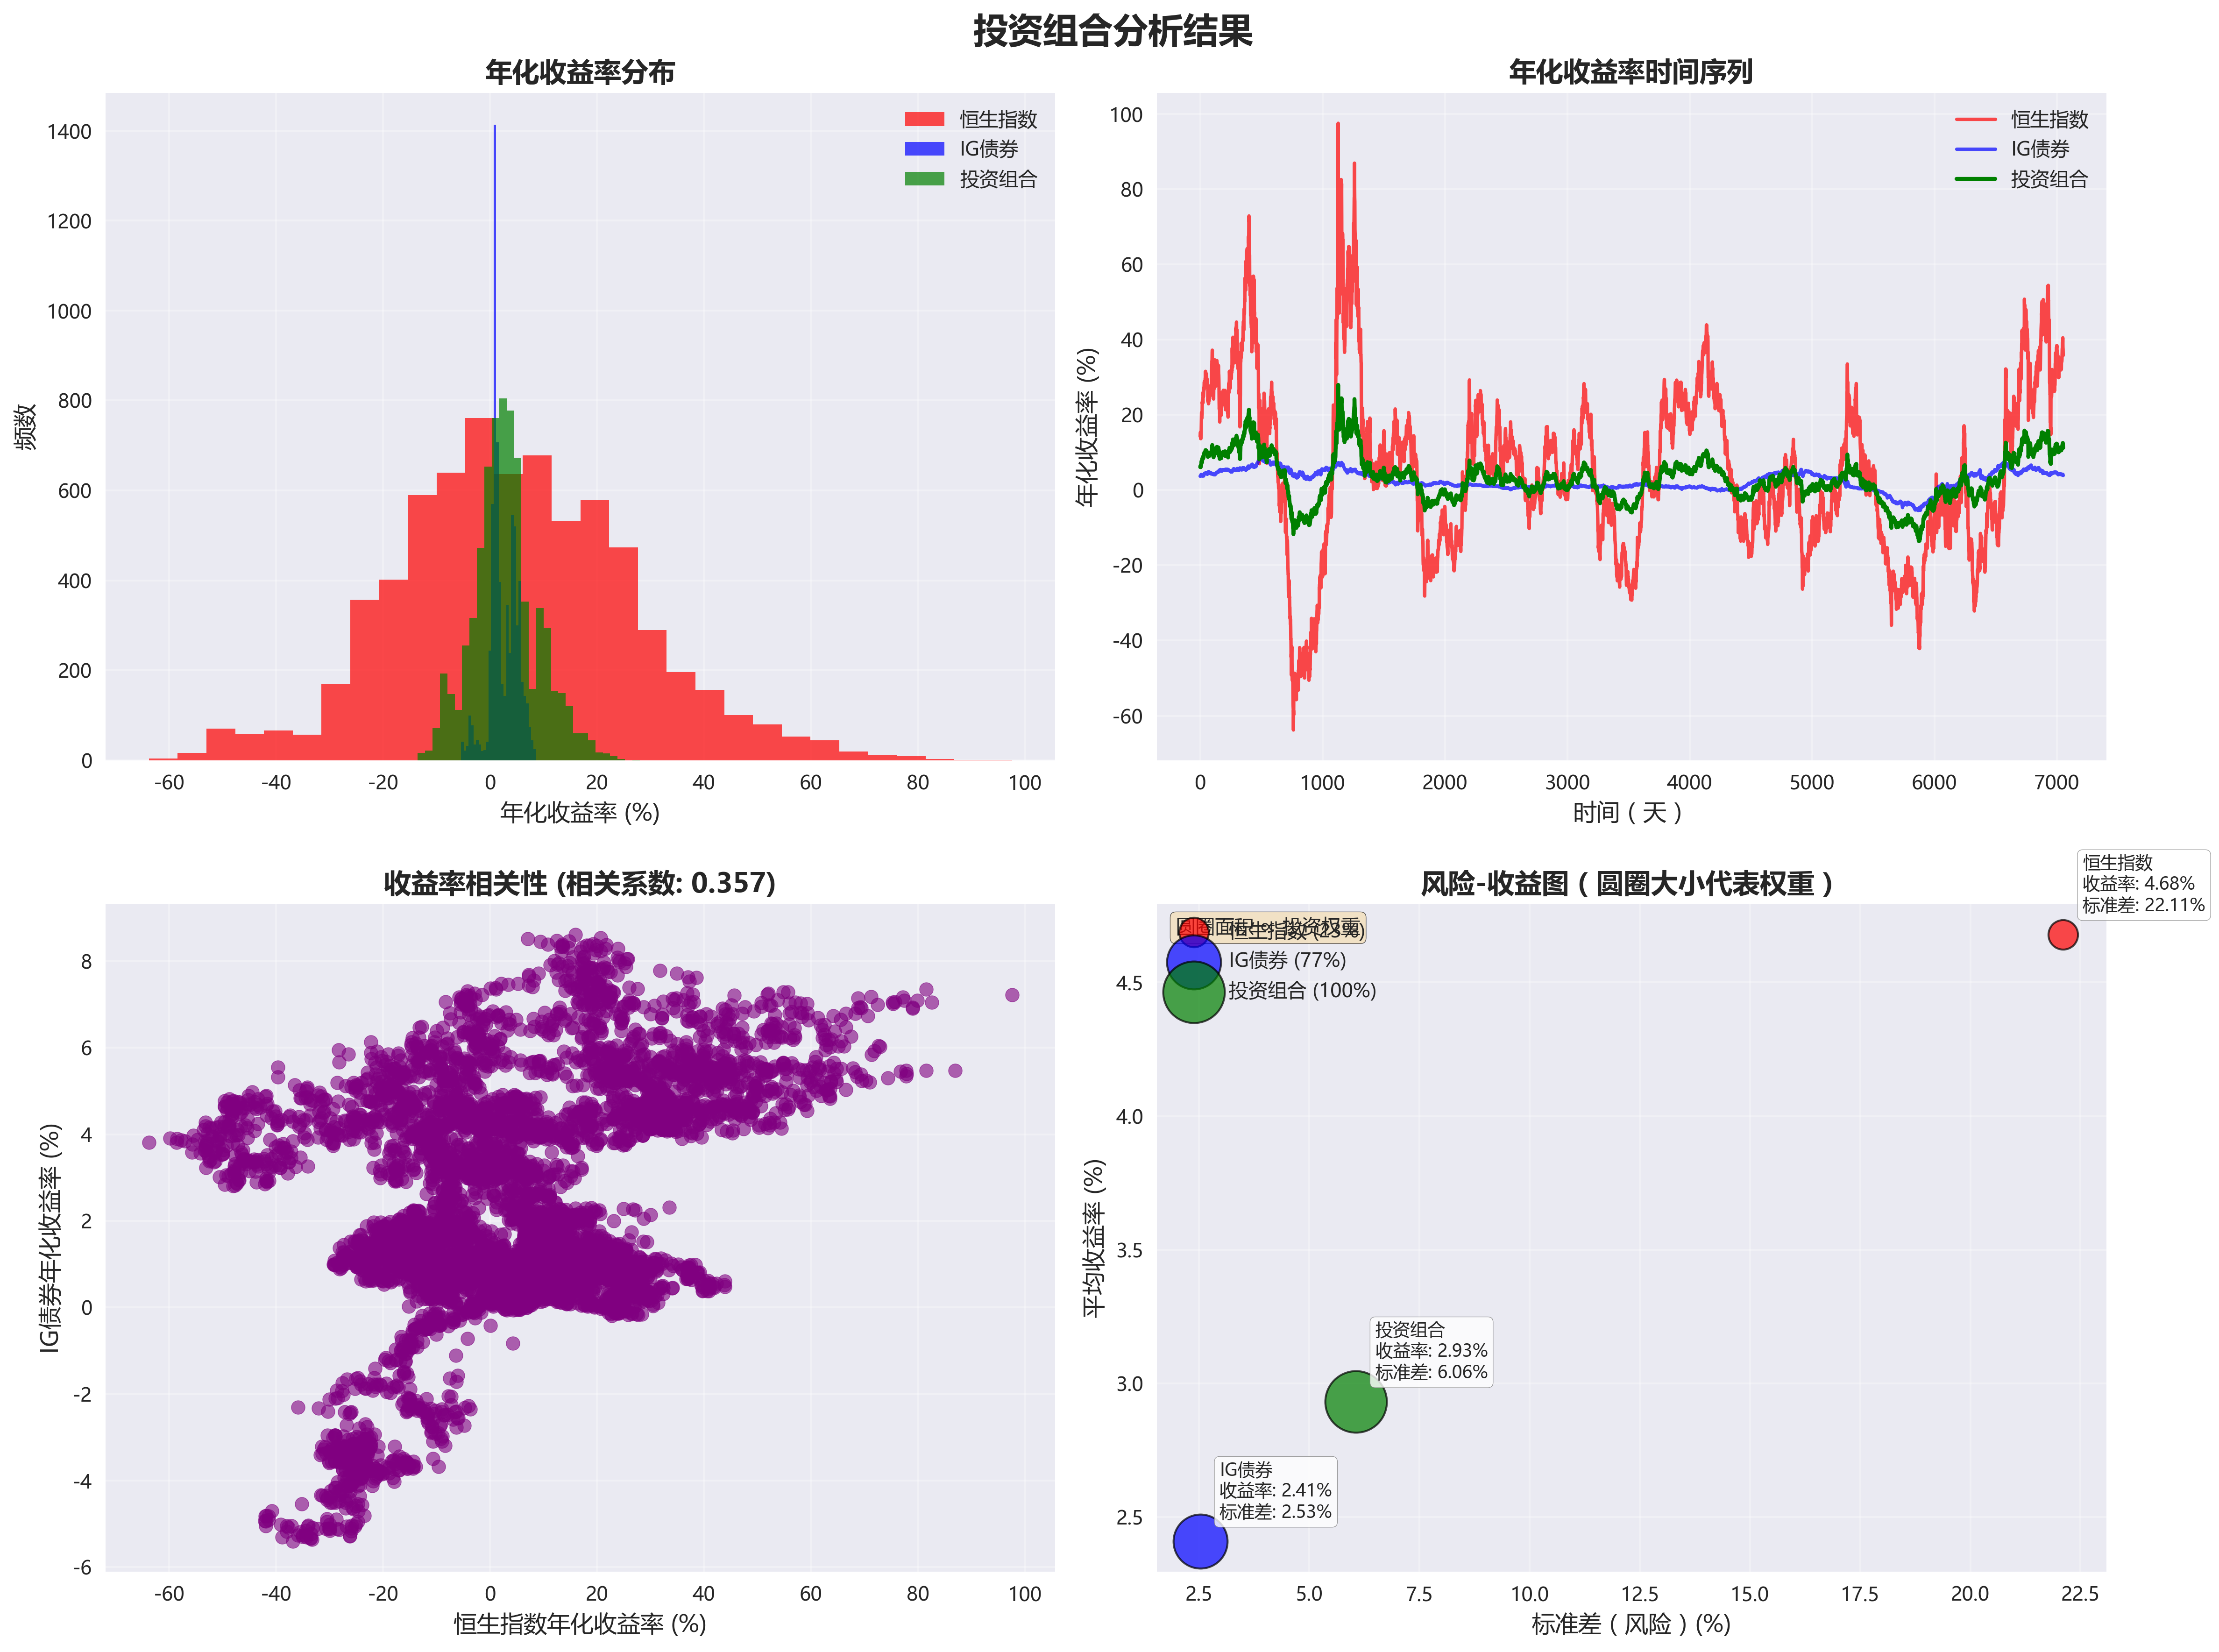 投资组合分析结果
年化收益率分布
1400
1200
1000
800
600
400
200
0
频数
-60
-40
-20
0
20
40
60
80
100
年化收益率 (%)
恒生指数
IG债券
投资组合
年化收益率时间序列
100
80
60
40
20
0
-20
-40
-60
年化收益率 (%)
0
1000
2000
3000
4000
5000
6000
7000
时间（天）
恒生指数
IG债券
投资组合
收益率相关性 (相关系数: 0.357)
8
6
4
2
0
-2
-4
-6
IG债券年化收益率 (%)
-60
-40
-20
0
20
40
60
80
100
恒生指数年化收益率 (%)
风险-收益图（圆圈大小代表权重）
恒生指数
收益率: 4.68%
标准差: 22.11%
圆圈面积 投资权重
恒生指数 (23%)
IG债券 (77%)
投资组合 (100%)
投资组合
收益率: 2.93%
标准差: 6.06%
IG债券
收益率: 2.41%
标准差: 2.53%
4.5
4.0
3.5
3.0
2.5
平均收益率 (%)
2.5
5.0
7.5
10.0
12.5
15.0
17.5
20.0
22.5
标准差（风险）(%)